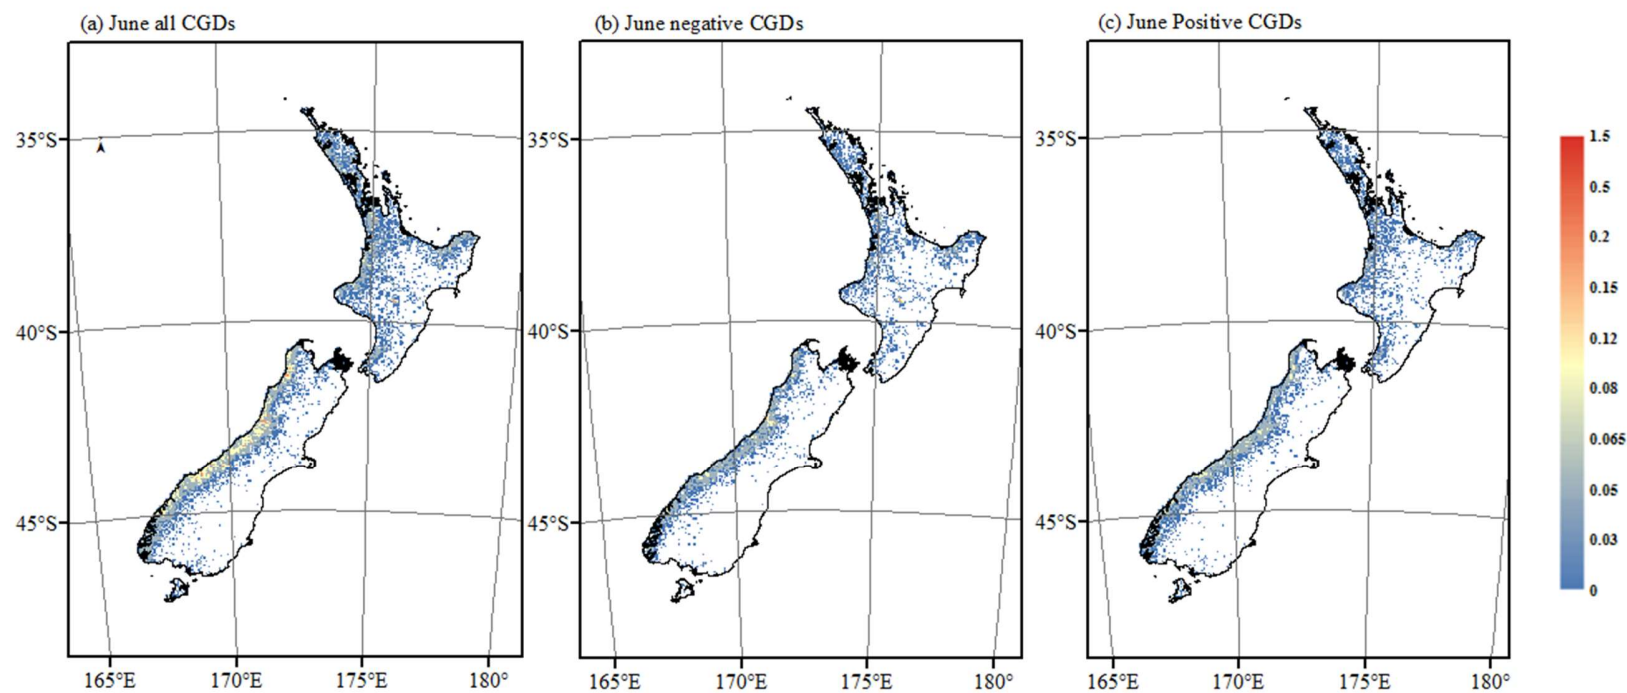 (a) June all CGDs
(b) June negative CGDs
(c) June Positive CGDs
35°S
40°S
45°S
165°E
170°E
175°E
180°
35°S
40°S
45°S
165°E
170°E
175°E
180°
35°S
40°S
45°S
165°E
170°E
175°E
180°
1.5
0.5
0.2
0.15
0.12
0.08
0.065
0.05
0.03
0